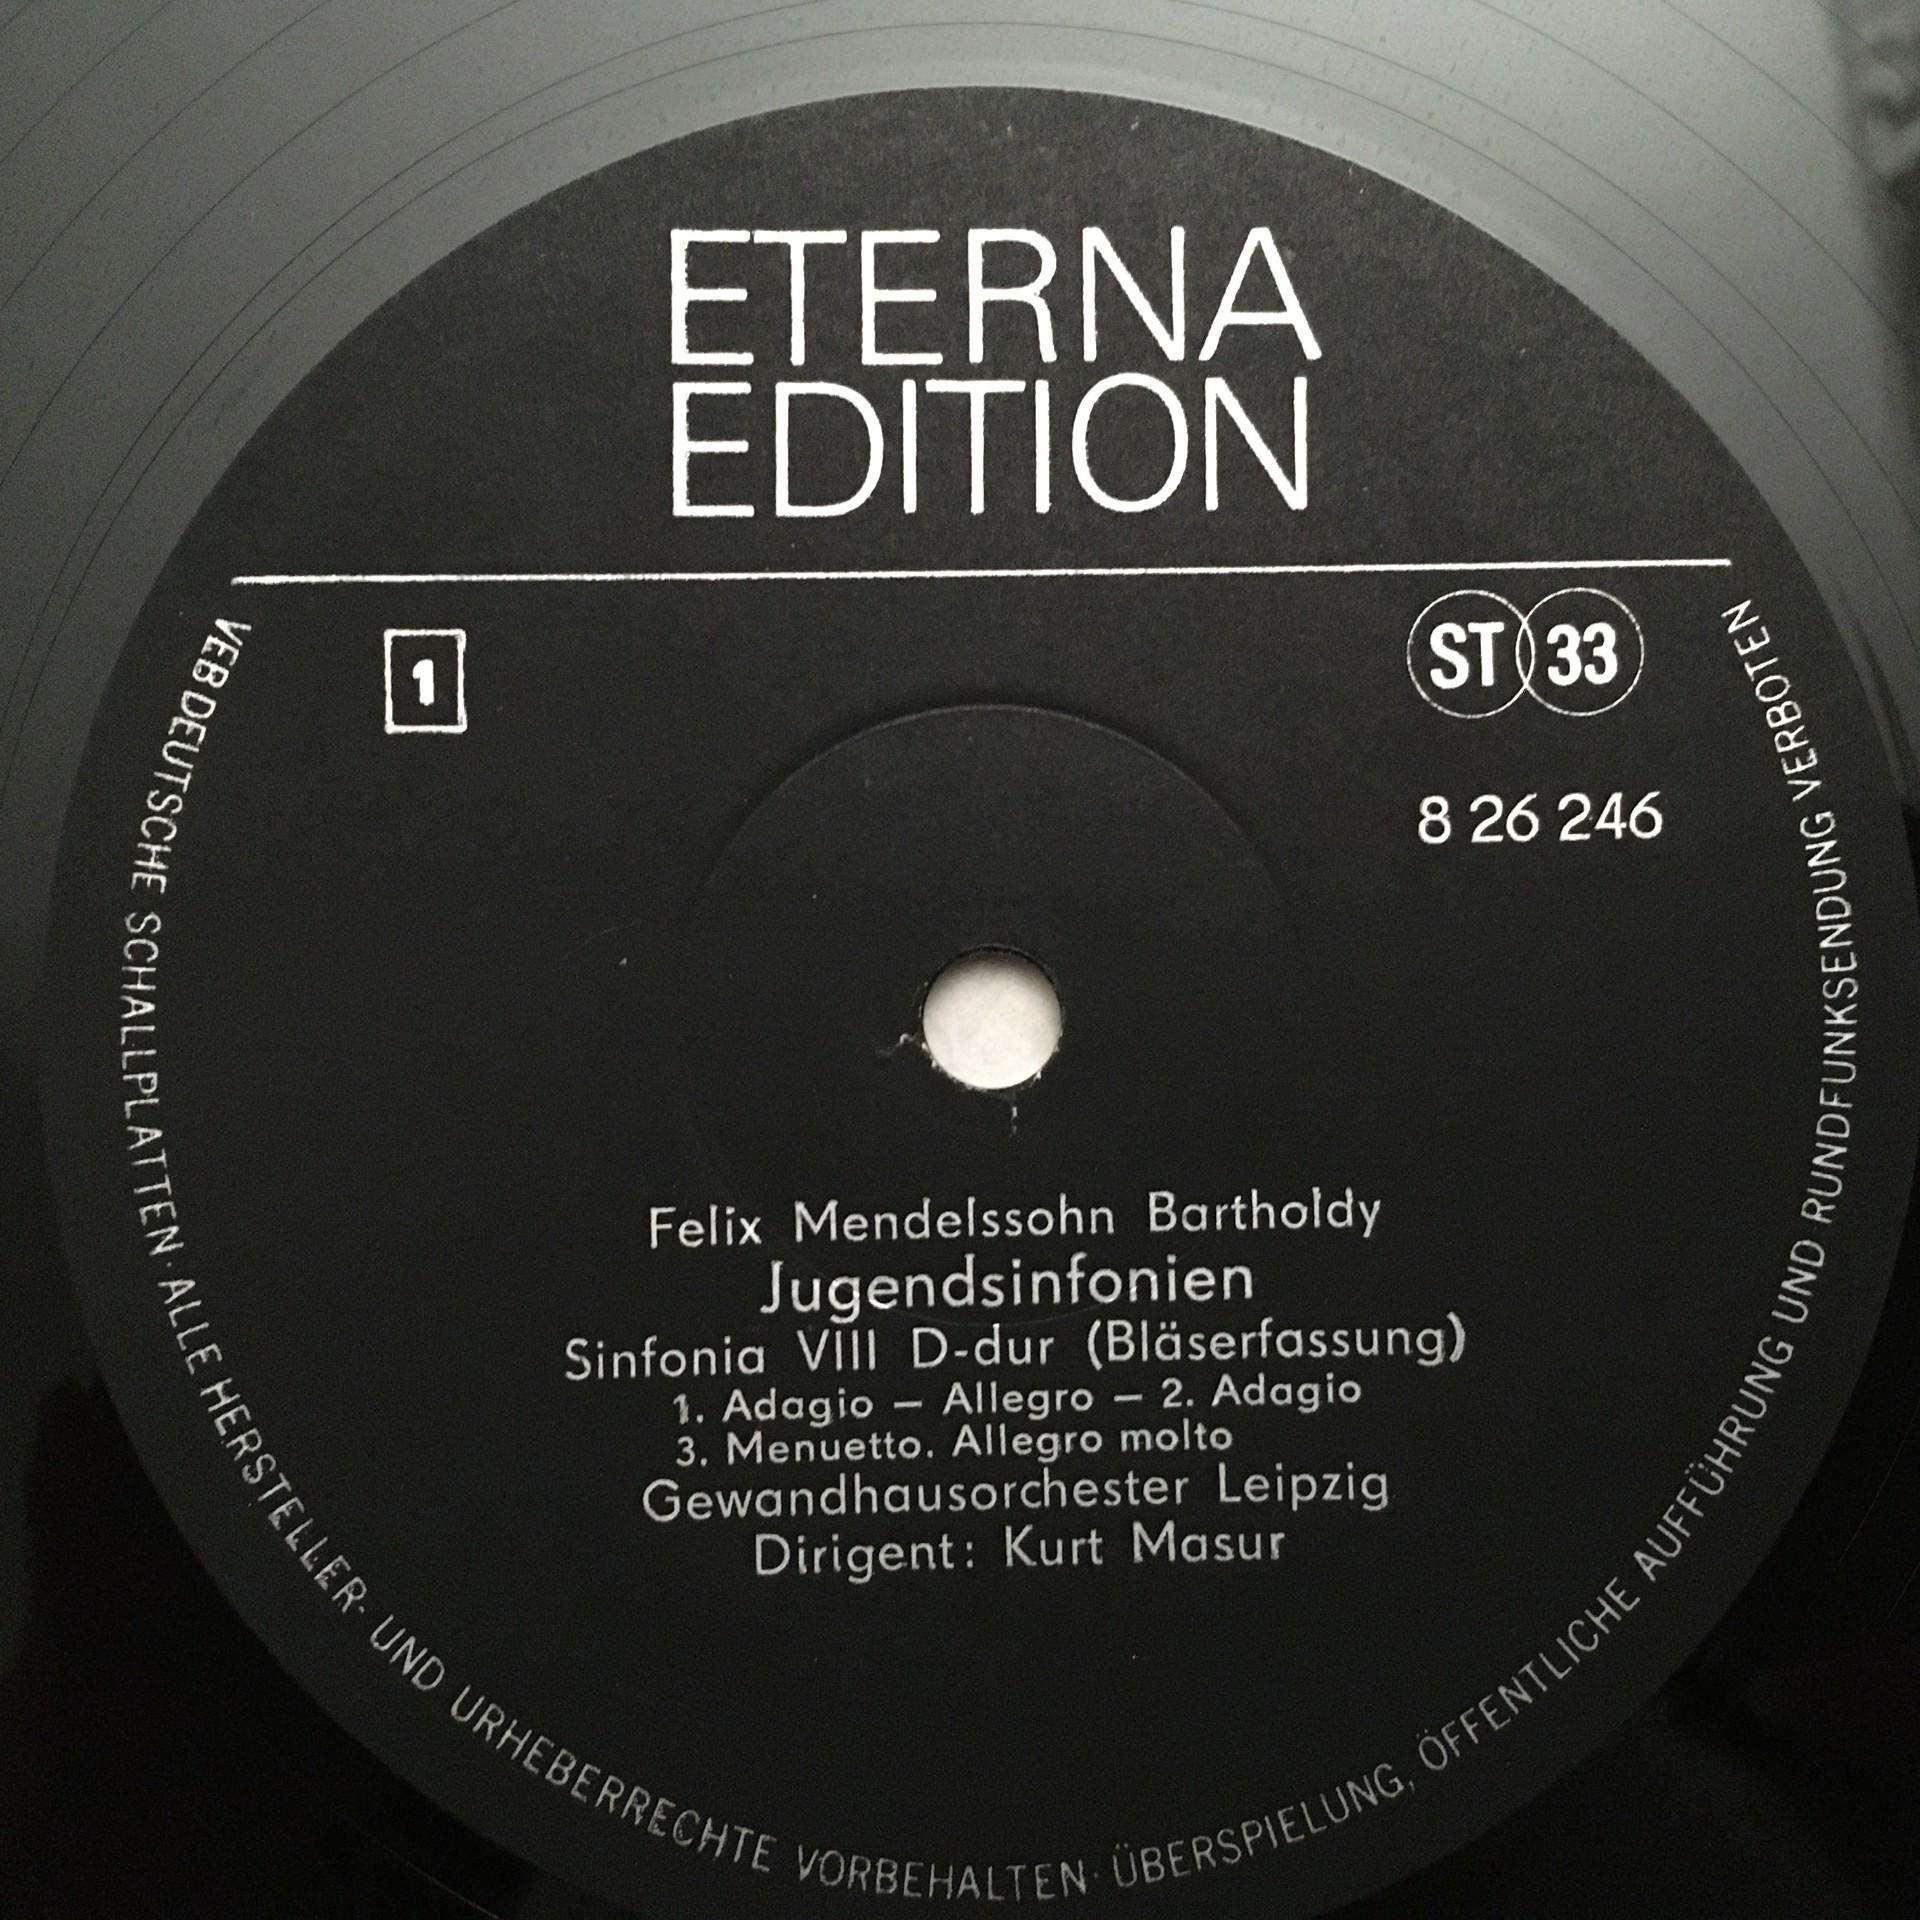 ETERNA
EDITION
1
ST 33
8 26 246
Felix Mendelssohn Bartholdy
Jugendsinfonien
Sinfonia VIII D-dur (Bläserfassung)
1. Adagio – Allegro – 2. Adagio
3. Menuetto. Allegro molto
Gewandhausorchester Leipzig
Dirigent: Kurt Masur
VEB DEUTSCHE SCHALLPLATTEN · ALLE HERSTELLER- UND URHEBERRECHTE VORBEHALTEN · ÜBERSPIELUNG, ÖFFENTLICHE AUFFÜHRUNG UND RUNDFUNKSENDUNG VERBOTEN